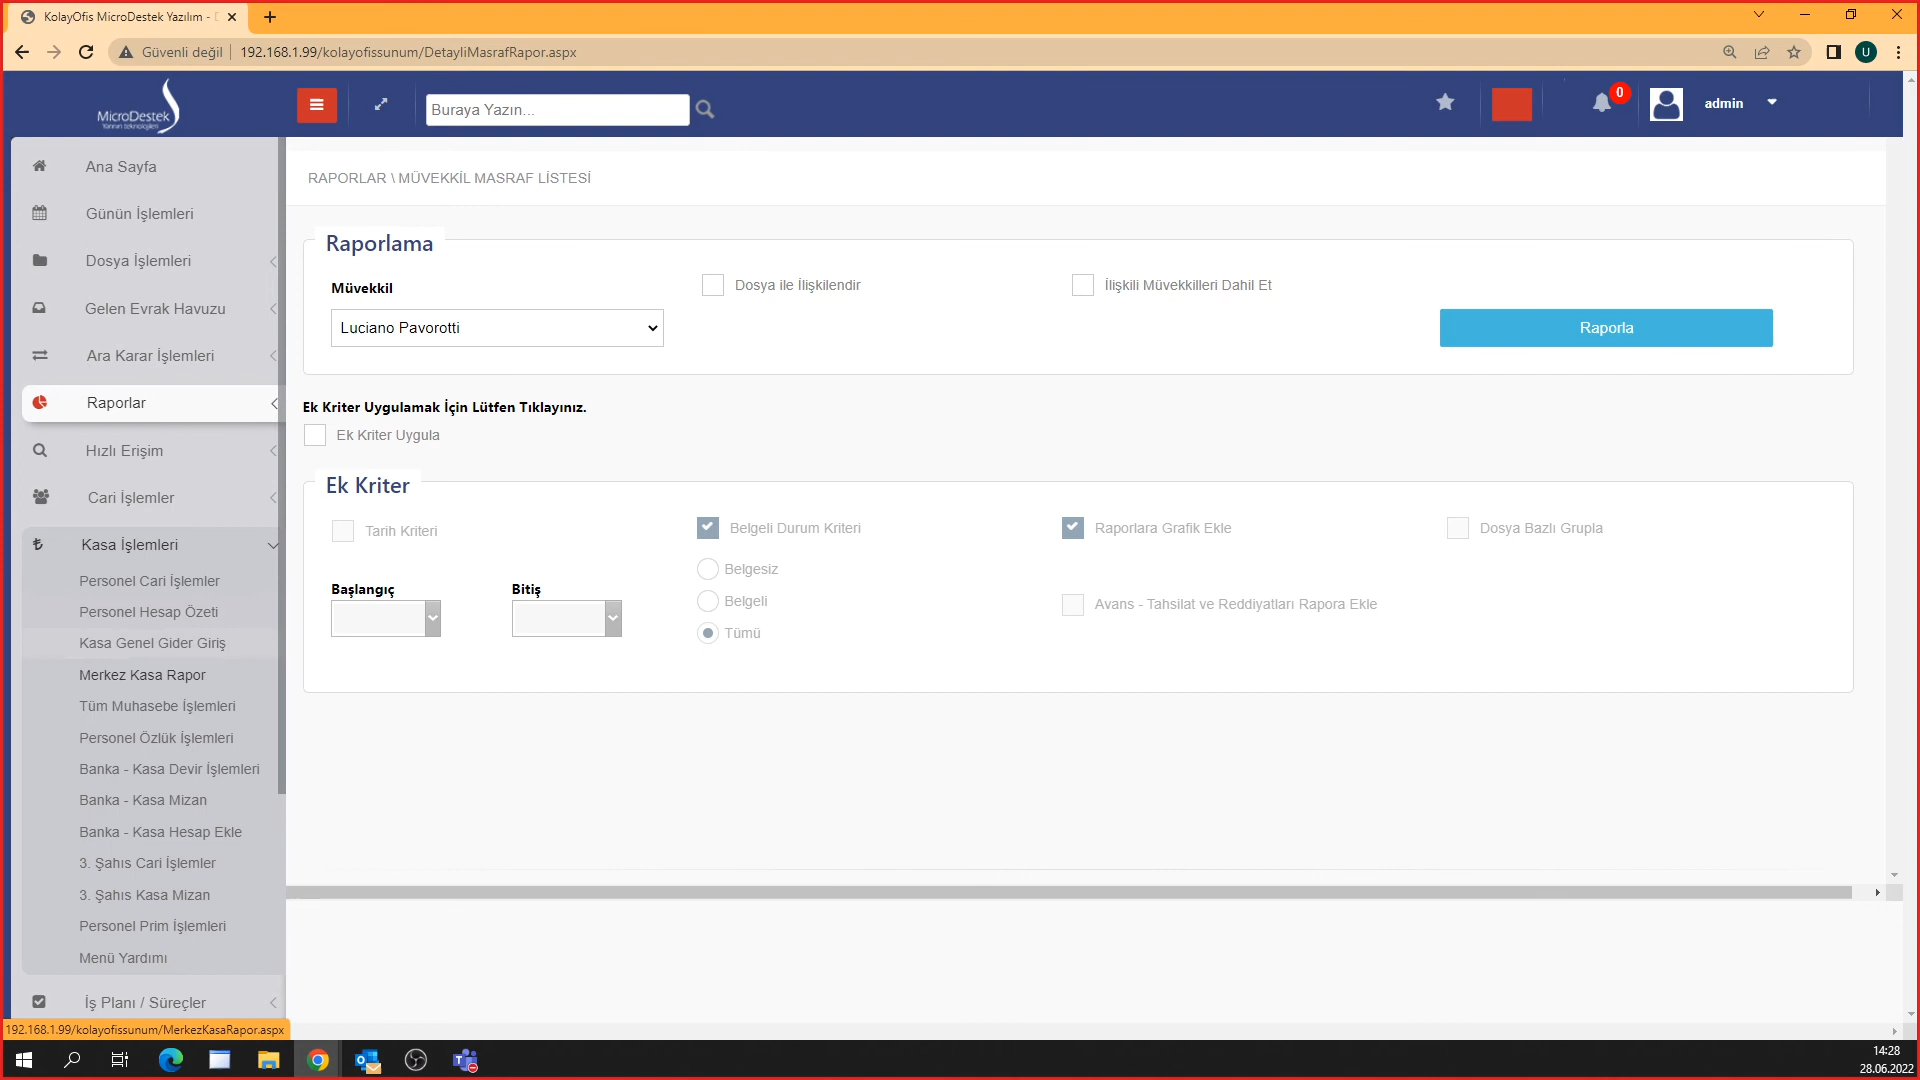 KolayOfis MicroDestek Yazılım -
Güvenli değil
192.168.1.99/kolayofissunum/DetayliMasrafRapor.aspx
U
MicroDestek
Yarının teknolojileri
Buraya Yazın...
0
admin
Ana Sayfa
Günün İşlemleri
Dosya İşlemleri
Gelen Evrak Havuzu
Ara Karar İşlemleri
Raporlar
Hızlı Erişim
Cari İşlemler
Kasa İşlemleri
Personel Cari İşlemler
Personel Hesap Özeti
Kasa Genel Gider Giriş
Merkez Kasa Rapor
Tüm Muhasebe İşlemleri
Personel Özlük İşlemleri
Banka - Kasa Devir İşlemleri
Banka - Kasa Mizan
Banka - Kasa Hesap Ekle
3. Şahıs Cari İşlemler
3. Şahıs Kasa Mizan
Personel Prim İşlemleri
Menü Yardımı
İş Planı / Süreçler
RAPORLAR \ MÜVEKKİL MASRAF LİSTESİ
Raporlama
Müvekkil
Dosya ile İlişkilendir
İlişkili Müvekkilleri Dahil Et
Luciano Pavorotti
Raporla
Ek Kriter Uygulamak İçin Lütfen Tıklayınız.
Ek Kriter Uygula
Ek Kriter
Tarih Kriteri
Belgeli Durum Kriteri
Raporlara Grafik Ekle
Dosya Bazlı Grupla
Belgesiz
Başlangıç
Bitiş
Belgeli
Avans - Tahsilat ve Reddiyatları Rapora Ekle
Tümü
192.168.1.99/kolayofissunum/MerkezKasaRapor.aspx
14:28
28.06.2022